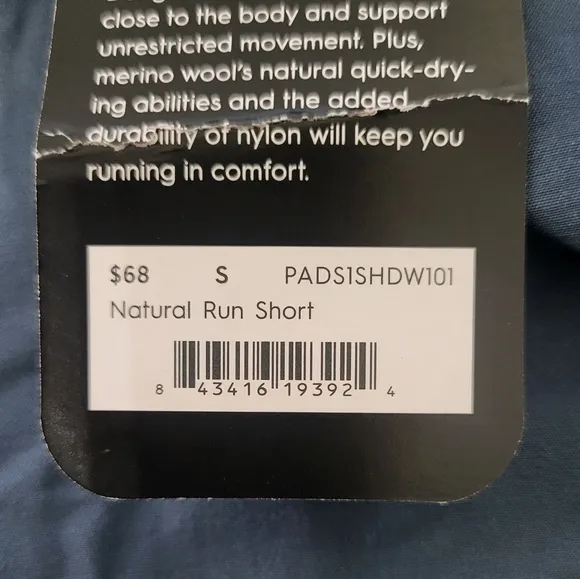 close to the body and support
unrestricted movement. Plus,
merino wool's natural quick-dry-
ing abilities and the added
durability of nylon will keep you
running in comfort.
$68 S PADS1SHDW101
Natural Run Short
8 43416 19392 4